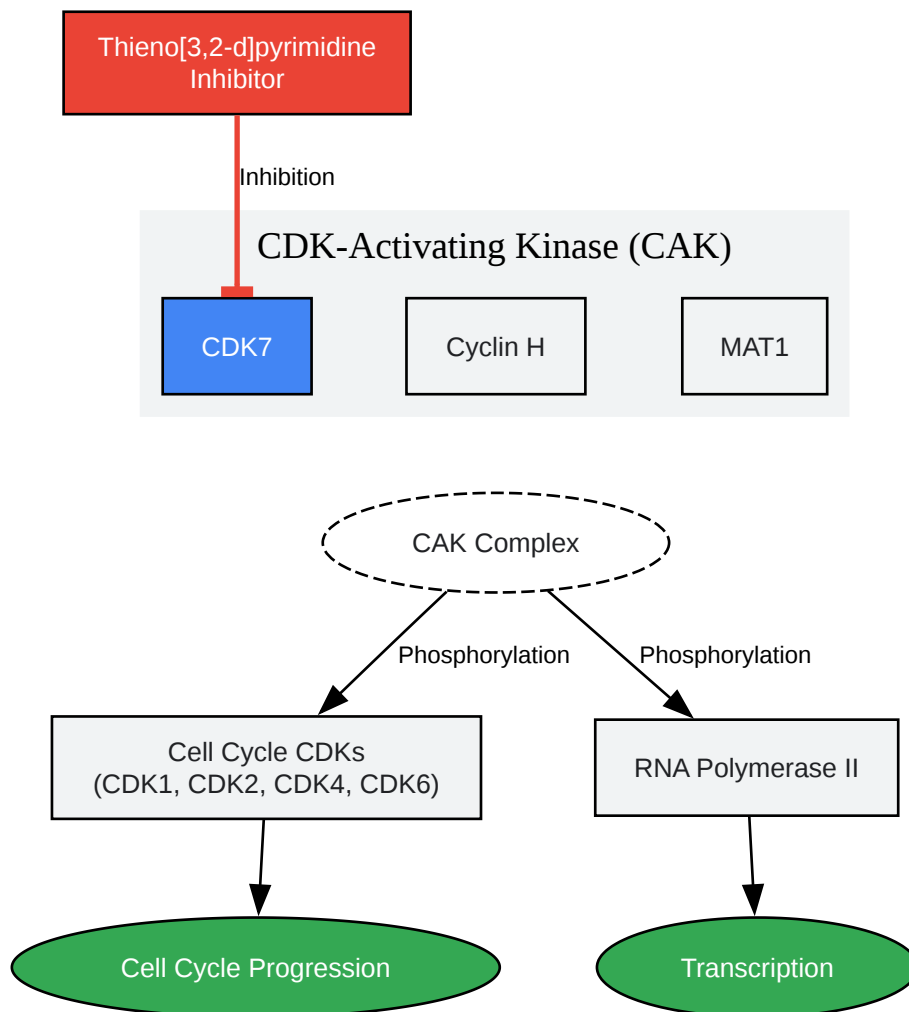 Thieno[3,2-d]pyrimidine
Inhibitor
Inhibition
CDK-Activating Kinase (CAK)
CDK7
Cyclin H
MAT1
CAK Complex
Phosphorylation
Phosphorylation
Cell Cycle CDKs
(CDK1, CDK2, CDK4, CDK6)
RNA Polymerase II
Cell Cycle Progression
Transcription